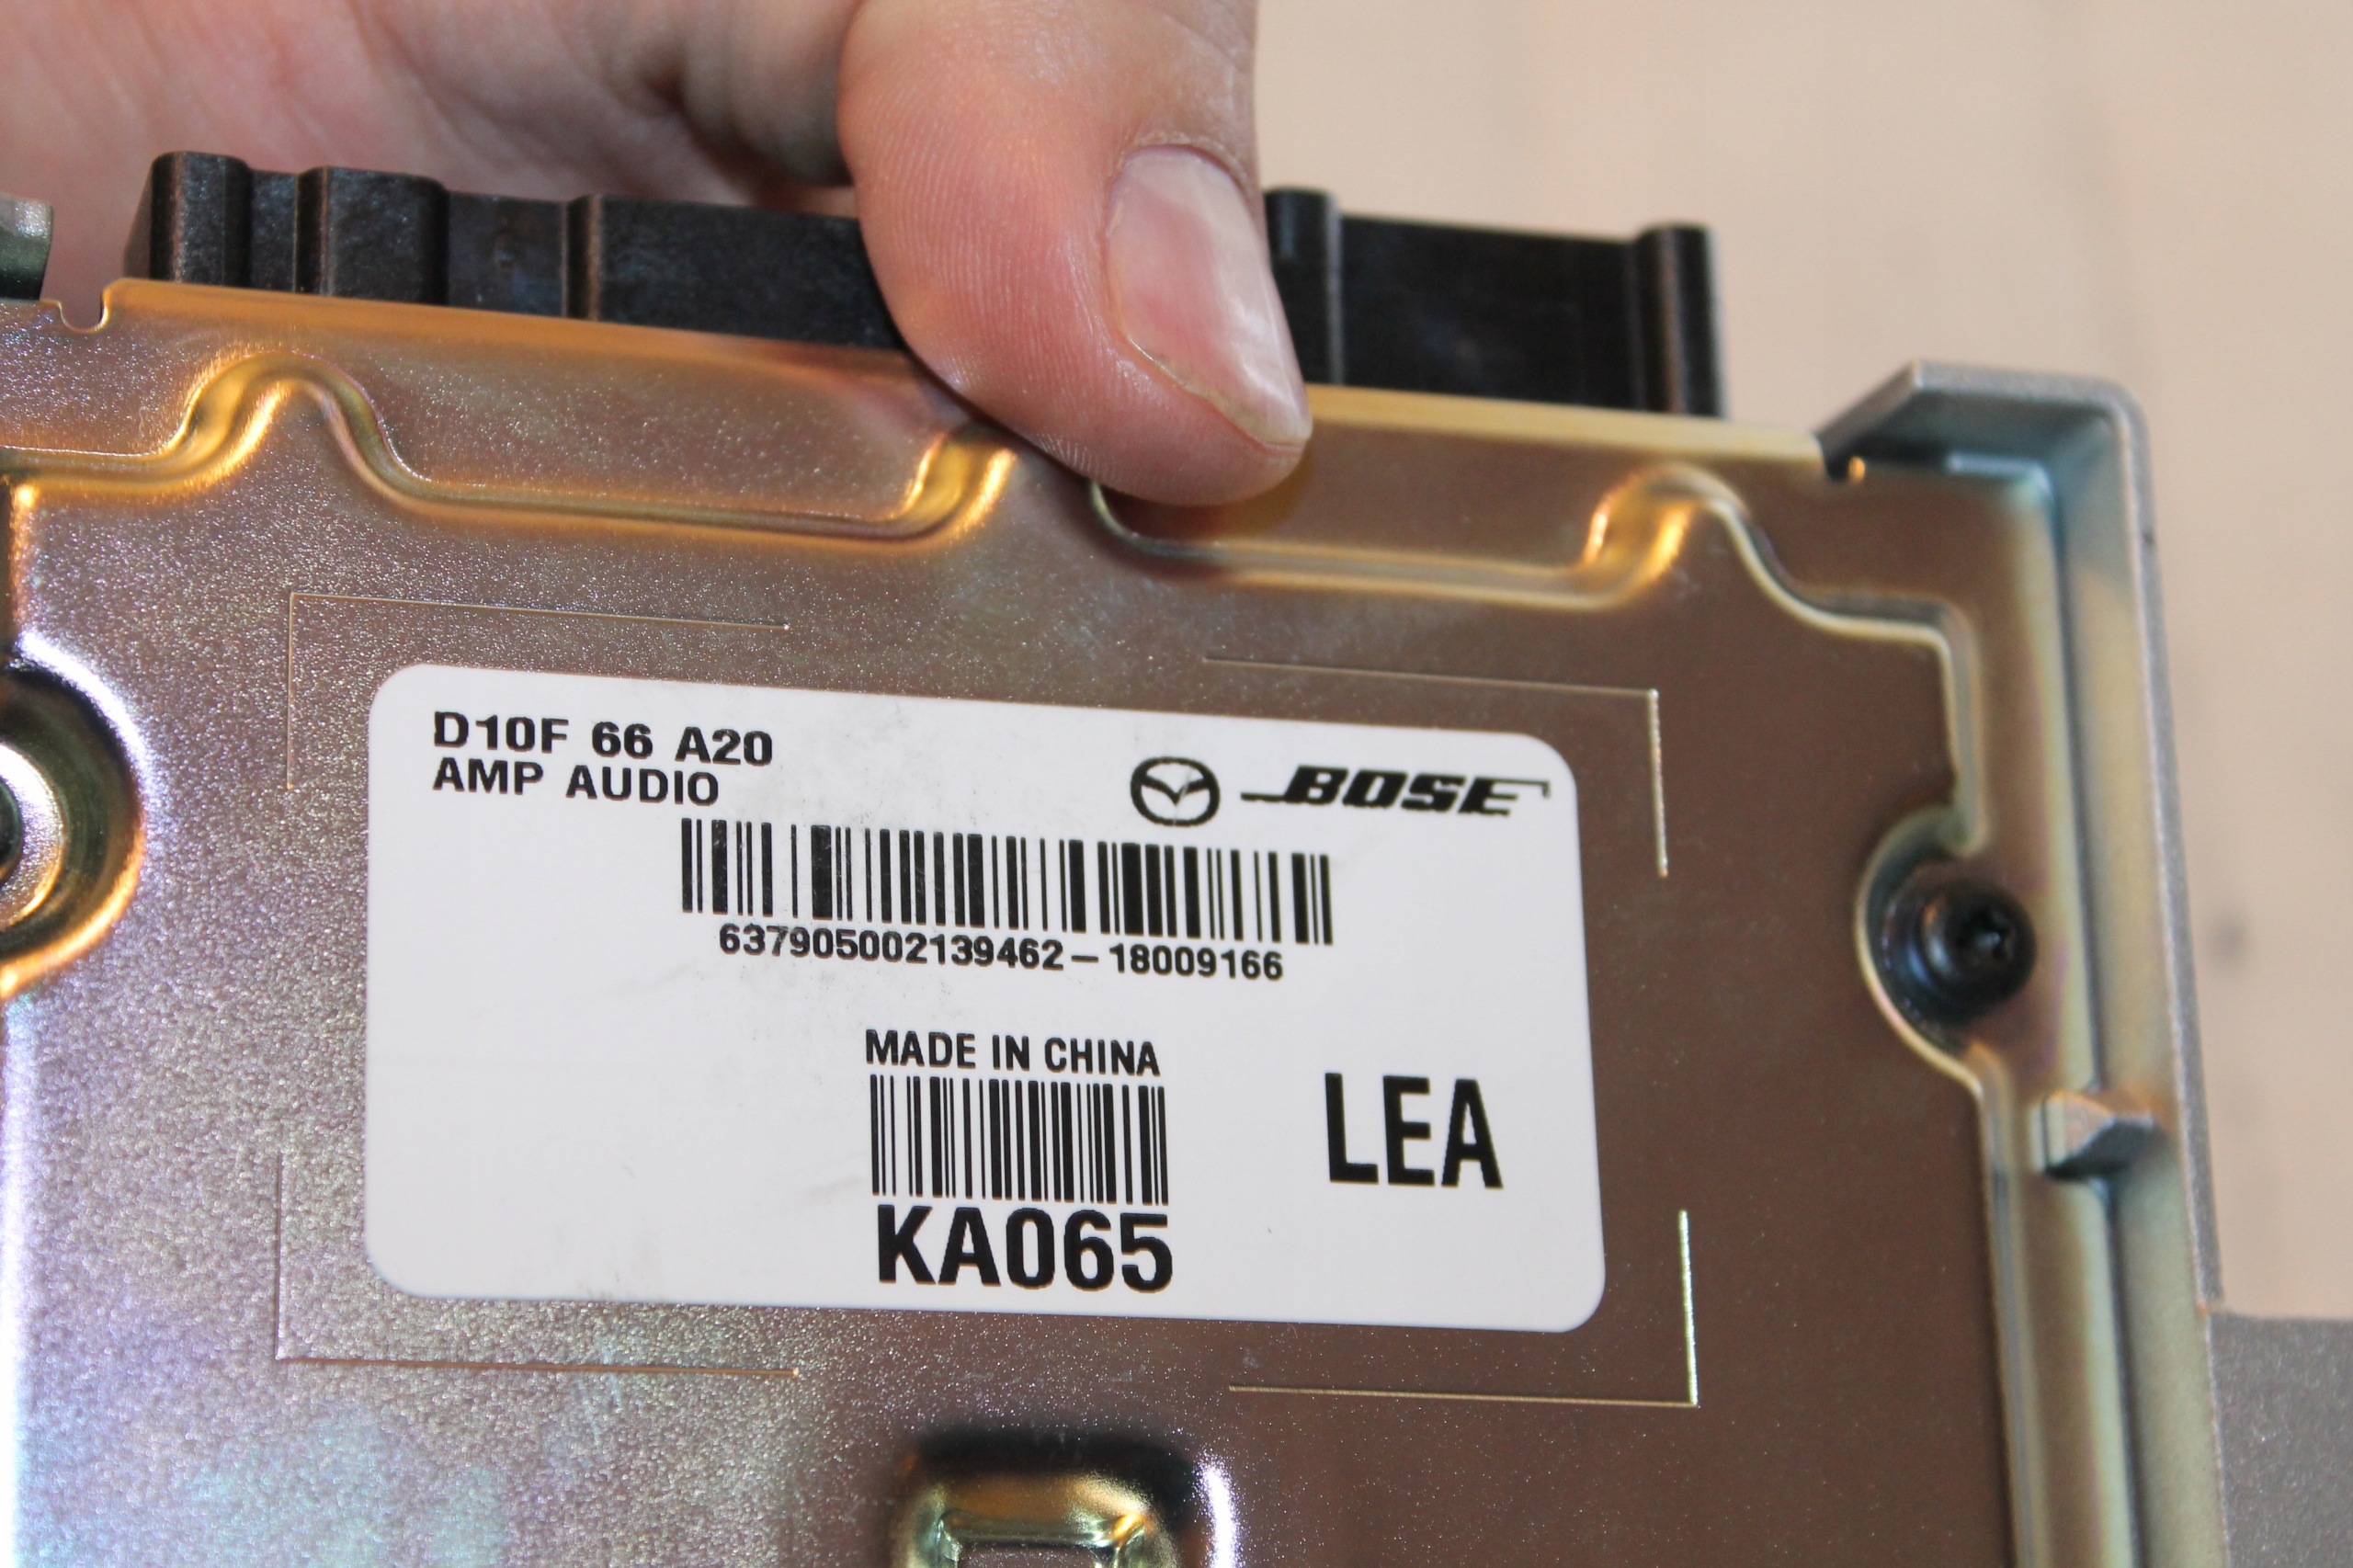 D10F 66 A20
AMP AUDIO
BOSE
637905002139462-18009166
MADE IN CHINA
LEA
KA065